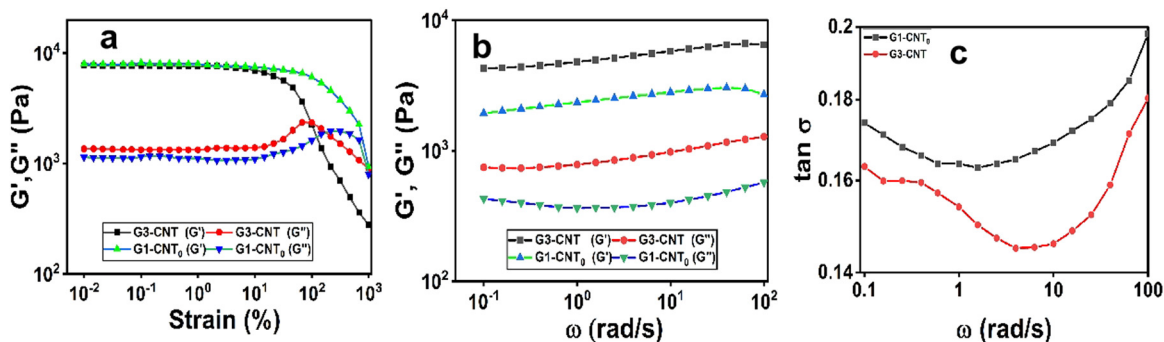 a
G', G" (Pa)
10⁴
10³
10²
G3-CNT (G') G3-CNT (G")
G1-CNT₀ (G') G1-CNT₀ (G")
10⁻² 10⁻¹ 10⁰ 10¹ 10² 10³
Strain (%)
b
G', G" (Pa)
10⁴
10³
10²
G3-CNT (G') G3-CNT (G")
G1-CNT₀ (G') G1-CNT₀ (G")
10⁻¹ 10⁰ 10¹ 10²
ω (rad/s)
c
tan σ
0.2
0.18
0.16
0.14
G1-CNT₀
G3-CNT
0.1 1 10 100
ω (rad/s)